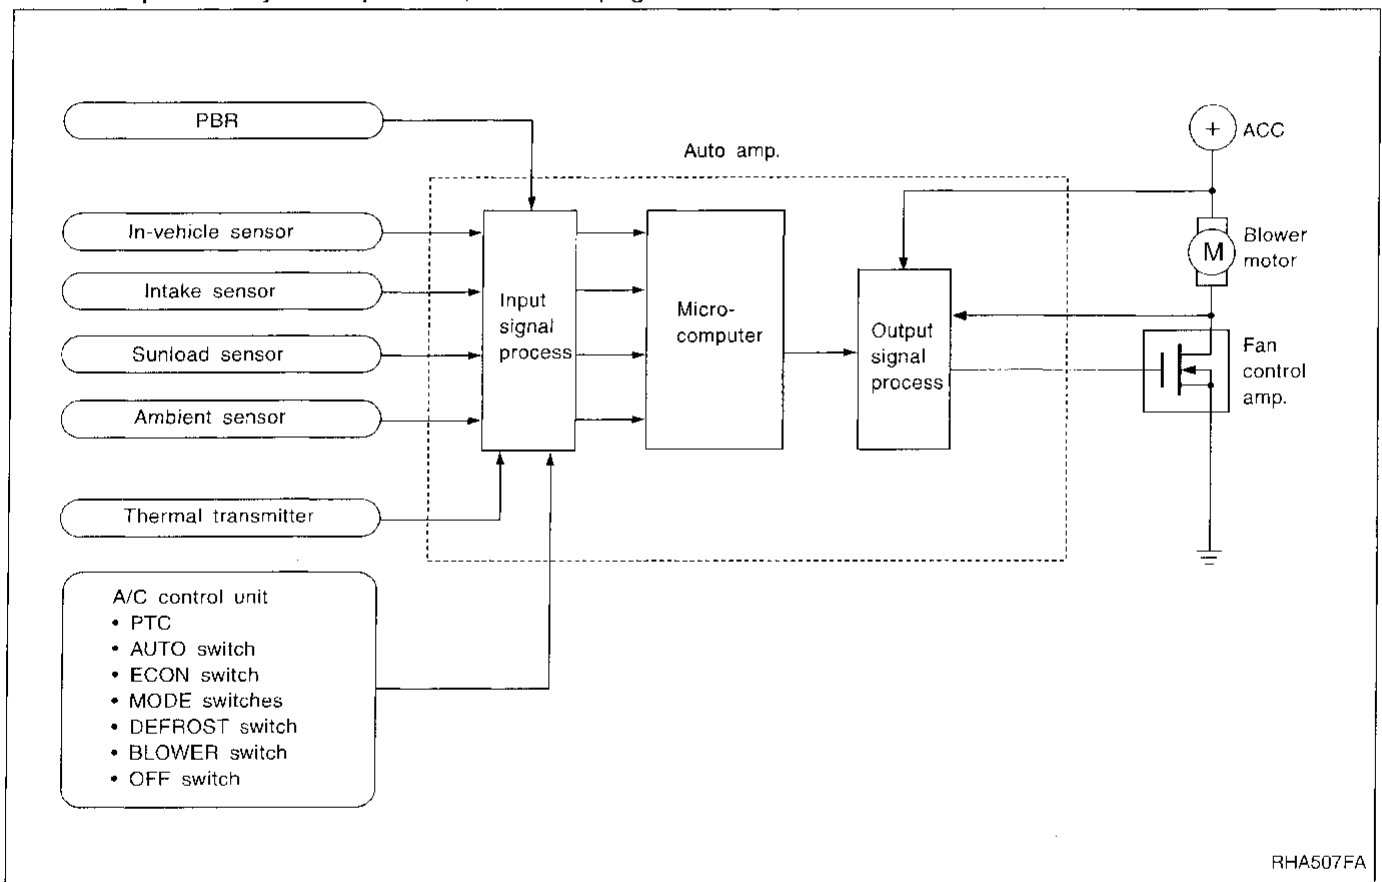 PBR
ACC
Auto amp.
In-vehicle sensor
Intake sensor
Sunload sensor
Ambient sensor
Input
signal
process
Micro-
computer
Output
signal
process
M
Blower
motor
Fan
control
amp.
Thermal transmitter
A/C control unit
• PTC
• AUTO switch
• ECON switch
• MODE switches
• DEFROST switch
• BLOWER switch
• OFF switch
RHA507FA